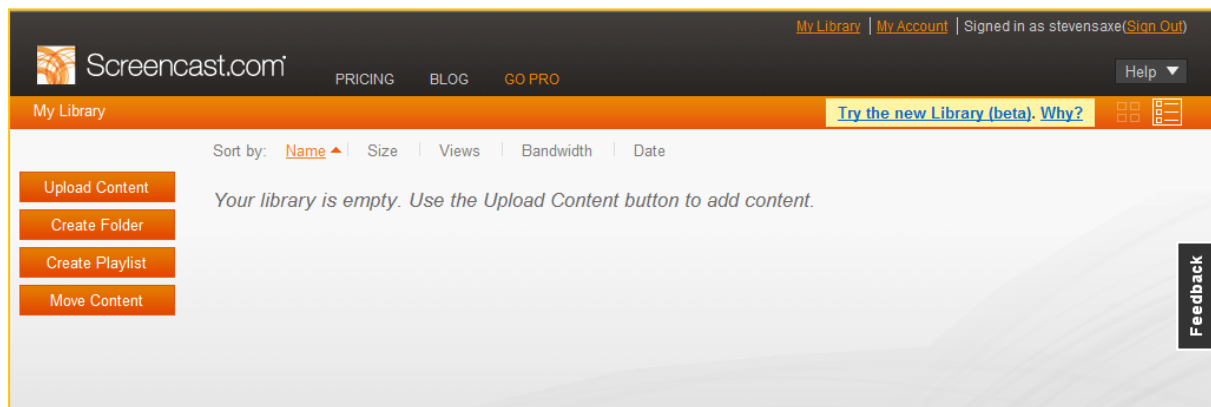 My Library | My Account | Signed in as stevensaxe(Sign Out)
Screencast.com
PRICING BLOG GO PRO
Help
My Library
Try the new Library (beta). Why?
Sort by: Name Size Views Bandwidth Date
Upload Content
Your library is empty. Use the Upload Content button to add content.
Create Folder
Create Playlist
Move Content
Feedback